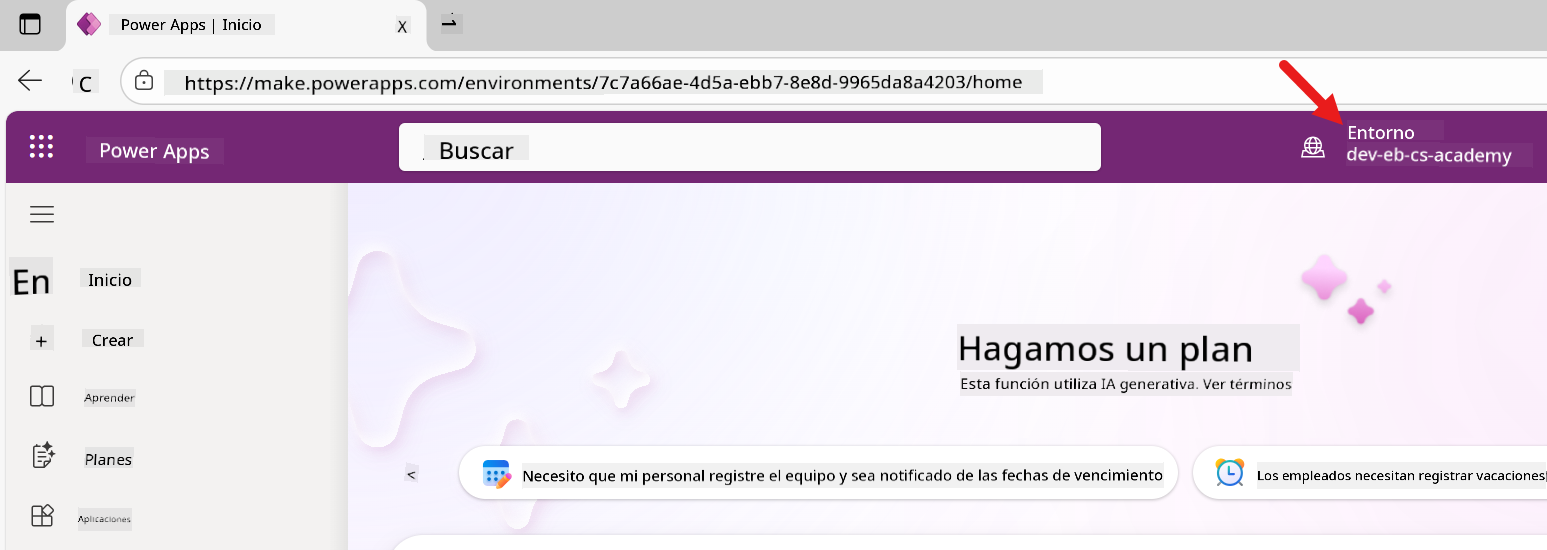 Power Apps | Inicio
X
C
https://make.powerapps.com/environments/7c7a66ae-4d5a-ebb7-8e8d-9965da8a4203/home
Power Apps
Buscar
Entorno
dev-eb-cs-academy
En
Inicio
+
Crear
Hagamos un plan
Esta función utiliza IA generativa. Ver términos
Aprender
Planes
<
Necesito que mi personal registre el equipo y sea notificado de las fechas de vencimiento
Los empleados necesitan registrar vacaciones
Aplicaciones